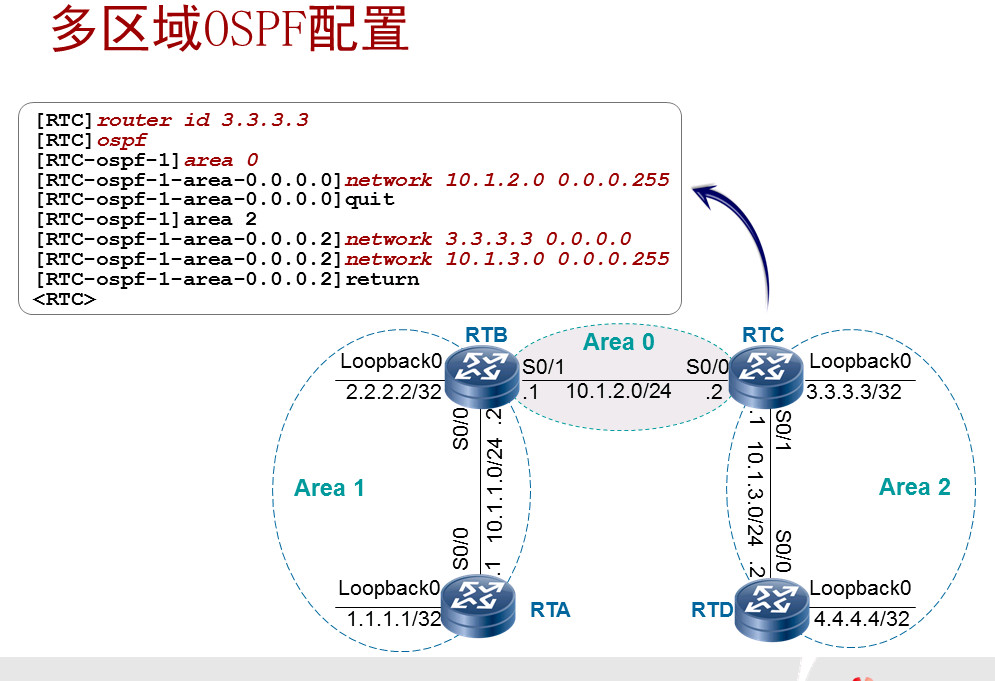 多区域OSPF配置
[RTC]router id 3.3.3.3
[RTC]ospf
[RTC-ospf-1]area 0
[RTC-ospf-1-area-0.0.0.0]network 10.1.2.0 0.0.0.255
[RTC-ospf-1-area-0.0.0.0]quit
[RTC-ospf-1]area 2
[RTC-ospf-1-area-0.0.0.2]network 3.3.3.3 0.0.0.0
[RTC-ospf-1-area-0.0.0.2]network 10.1.3.0 0.0.0.255
[RTC-ospf-1-area-0.0.0.2]return
<RTC>
RTB
Area 0
RTC
Loopback0
S0/1
S0/0
Loopback0
2.2.2.2/32
.1
10.1.2.0/24
.2
3.3.3.3/32
S0/0
.2
.1
S0/1
10.1.1.0/24
10.1.3.0/24
Area 1
Area 2
S0/0
.1
.2
S0/0
Loopback0
1.1.1.1/32
RTA
RTD
Loopback0
4.4.4.4/32